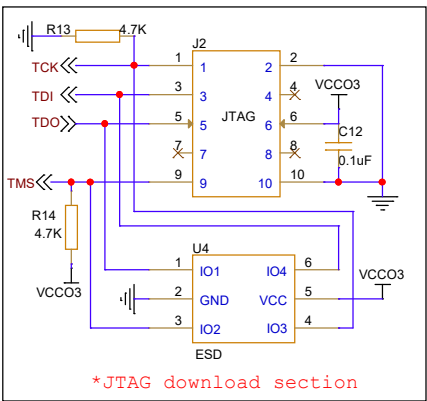 R13 4.7K
J2
TCK 1 1 2 2
VCCO3
TDI 3 3 4 4
TDO 5 5 JTAG 6 6
C12
7 7 8 8
0.1uF
TMS 9 9 10 10
R14
4.7K
U4
VCCO3
1 IO1 IO4 6
VCCO3
2 GND VCC 5
3 IO2 IO3 4
ESD
*JTAG download section